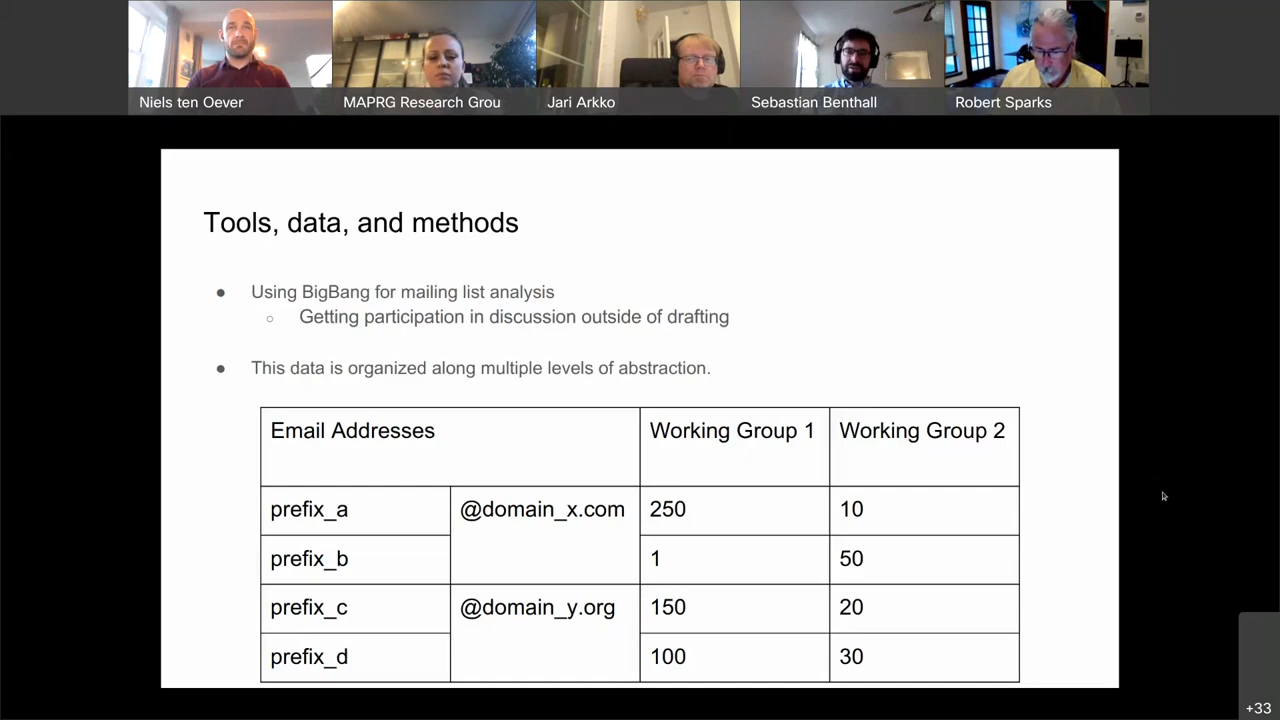 Niels ten Oever
MAPRG Research Grou
Jari Arkko
Sebastian Benthall
Robert Sparks
Tools, data, and methods
● Using BigBang for mailing list analysis
○ Getting participation in discussion outside of drafting
● This data is organized along multiple levels of abstraction.
Email Addresses Working Group 1 Working Group 2
prefix_a @domain_x.com 250 10
prefix_b 1 50
prefix_c @domain_y.org 150 20
prefix_d 100 30
+33